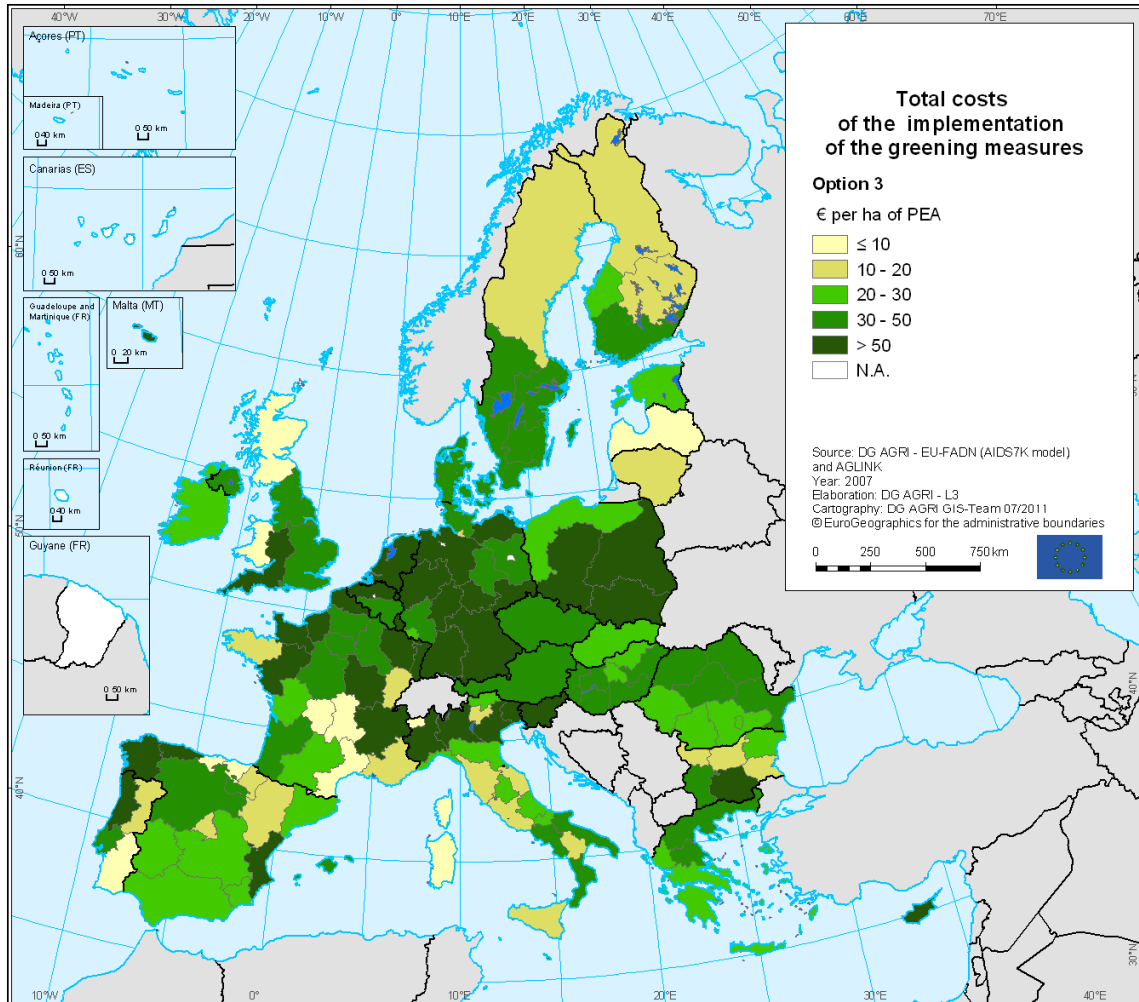 40°W 30°W 20°W 10°W 0° 10°E 20°E 30°E 40°E 50°E 60°E 70°E
Açores (PT)
Madeira (PT)
0 40 km
0 50 km
Canarias (ES)
0 50 km
Guadeloupe and
Martinique (FR)
0 50 km
Malta (MT)
0 20 km
Réunion (FR)
0 40 km
Guyane (FR)
0 50 km
60°N
50°N
40°N
40°N
30°N
Total costs
of the implementation
of the greening measures
Option 3
€ per ha of PEA
≤ 10
10 - 20
20 - 30
30 - 50
> 50
N.A.
Source: DG AGRI - EU-FADN (AIDS7K model)
and AGLINK
Year: 2007
Elaboration: DG AGRI - L3
Cartography: DG AGRI GIS-Team 07/2011
© EuroGeographics for the administrative boundaries
0 250 500 750 km
10°W 0° 10°E 20°E 30°E 40°E